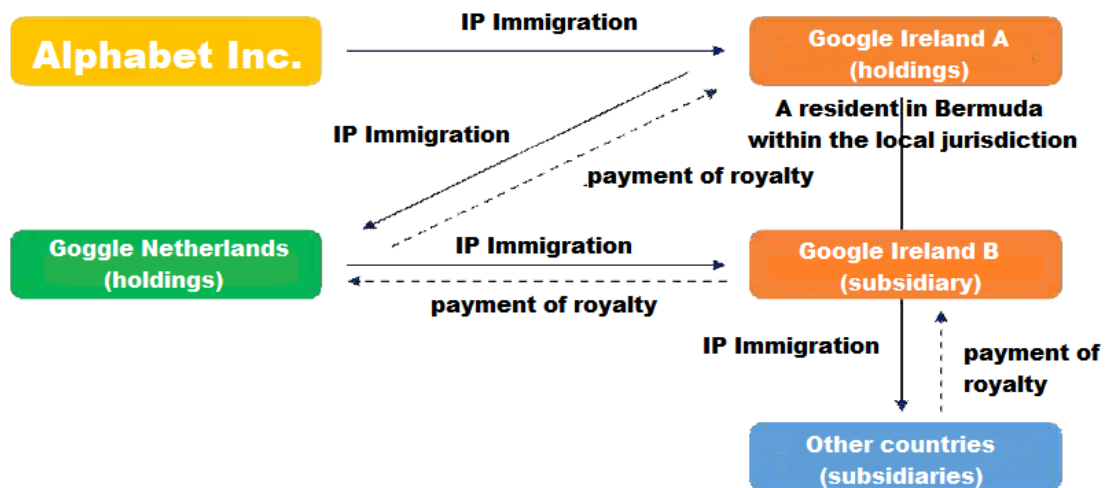 IP Immigration
Alphabet Inc.
Google Ireland A
(holdings)
A resident in Bermuda
within the local jurisdiction
IP Immigration
payment of royalty
Goggle Netherlands
(holdings)
IP Immigration
payment of royalty
Google Ireland B
(subsidiary)
IP Immigration
payment of
royalty
Other countries
(subsidiaries)